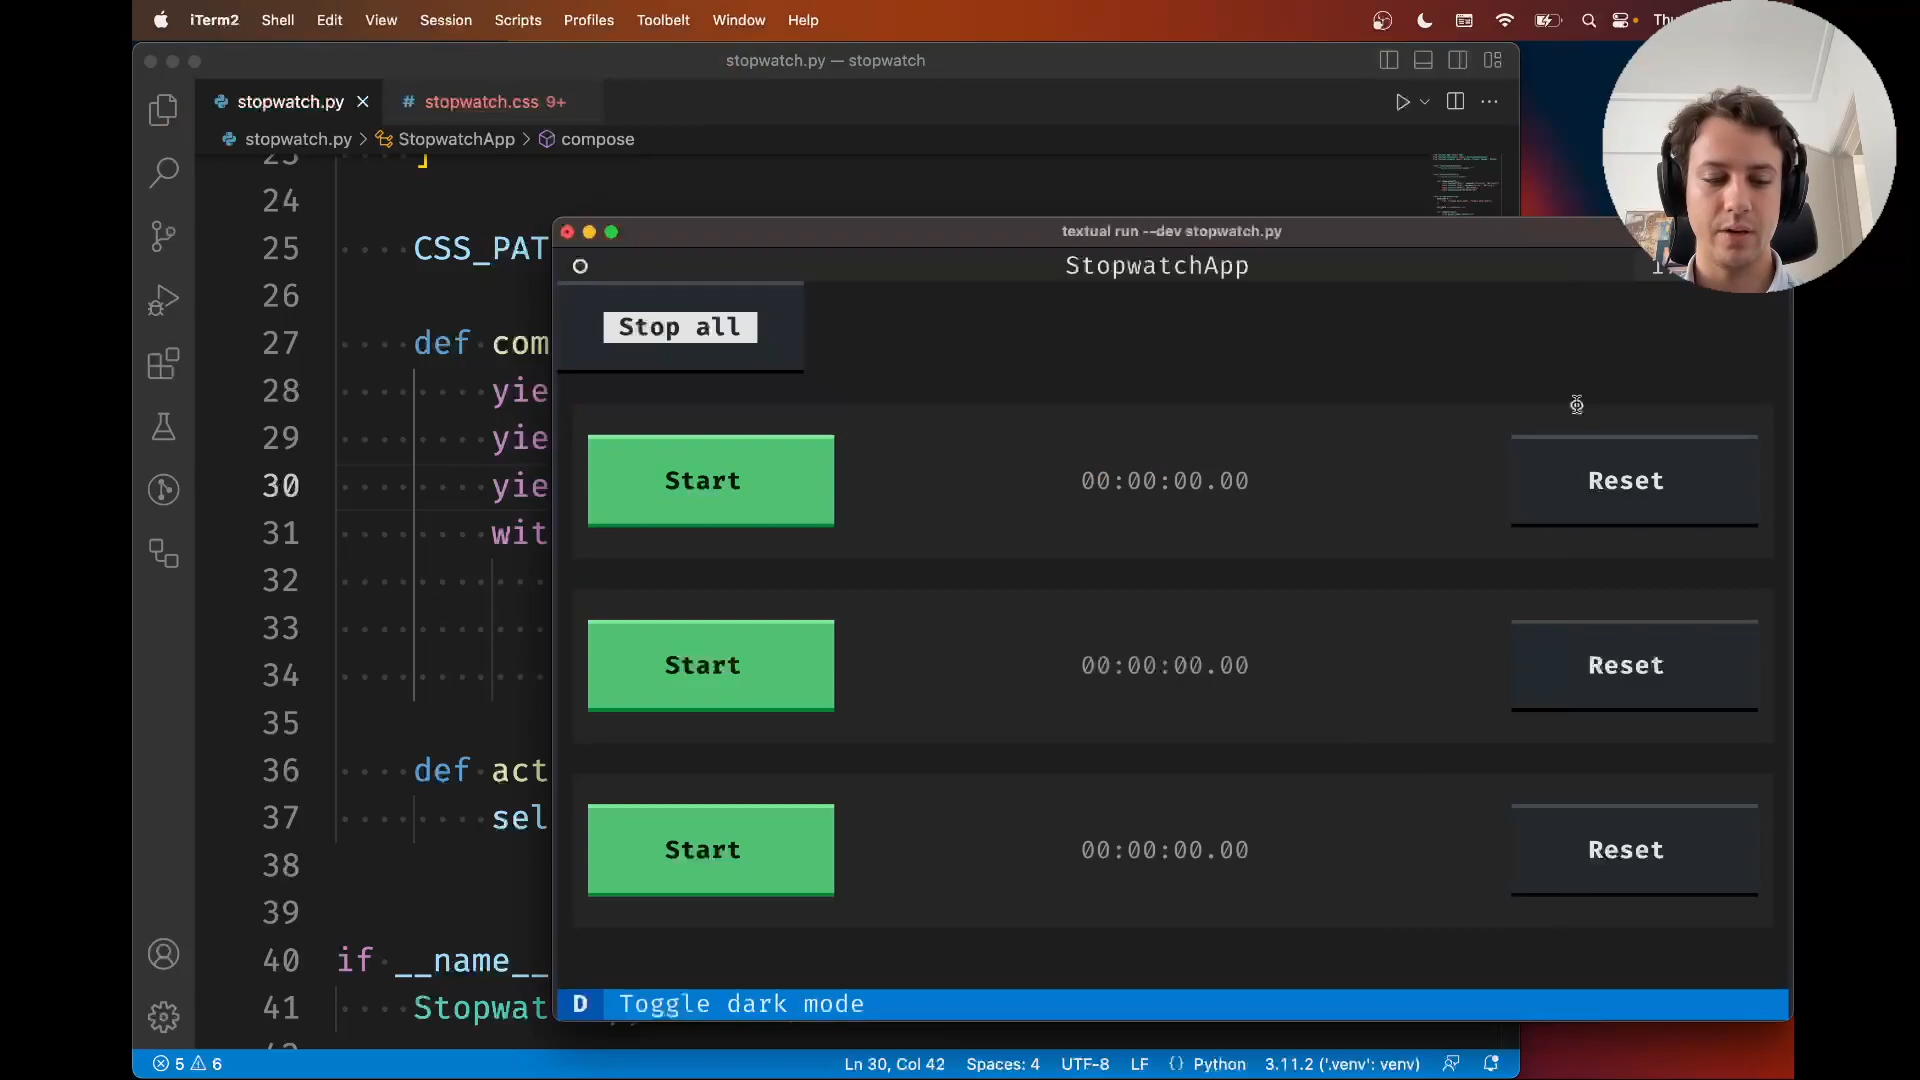 iTerm2 Shell Edit View Session Scripts Profiles Toolbelt Window Help
stopwatch.py — stopwatch
stopwatch.py
stopwatch.css 9+
stopwatch.py > StopwatchApp > compose
]
24
25 CSS_PAT
26
27 def com
28 yie
29 yie
30 yie
31 wit
32
33
34
35
36 def act
37 sel
38
39
40 if __name__
41 Stopwat
textual run --dev stopwatch.py
StopwatchApp
Stop all
Start 00:00:00.00 Reset
Start 00:00:00.00 Reset
Start 00:00:00.00 Reset
D Toggle dark mode
5 6
Ln 30, Col 42 Spaces: 4 UTF-8 LF {} Python 3.11.2 ('.venv': venv)